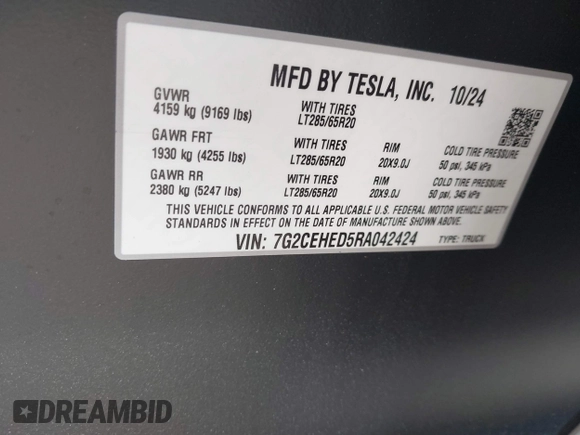 MFD BY TESLA, INC. 10/24
GVWR
4159 kg (9169 lbs)
WITH TIRES
LT285/65R20
GAWR FRT
1930 kg (4255 lbs)
WITH TIRES
LT285/65R20
RIM
20X9.0J
COLD TIRE PRESSURE
50 psi, 345 kPa
GAWR RR
2380 kg (5247 lbs)
WITH TIRES
LT285/65R20
RIM
20X9.0J
COLD TIRE PRESSURE
50 psi, 345 kPa
THIS VEHICLE CONFORMS TO ALL APPLICABLE U.S. FEDERAL MOTOR VEHICLE SAFETY
STANDARDS IN EFFECT ON THE DATE OF MANUFACTURE SHOWN ABOVE.
VIN: 7G2CEHED5RA042424 TYPE: TRUCK
DREAMBID